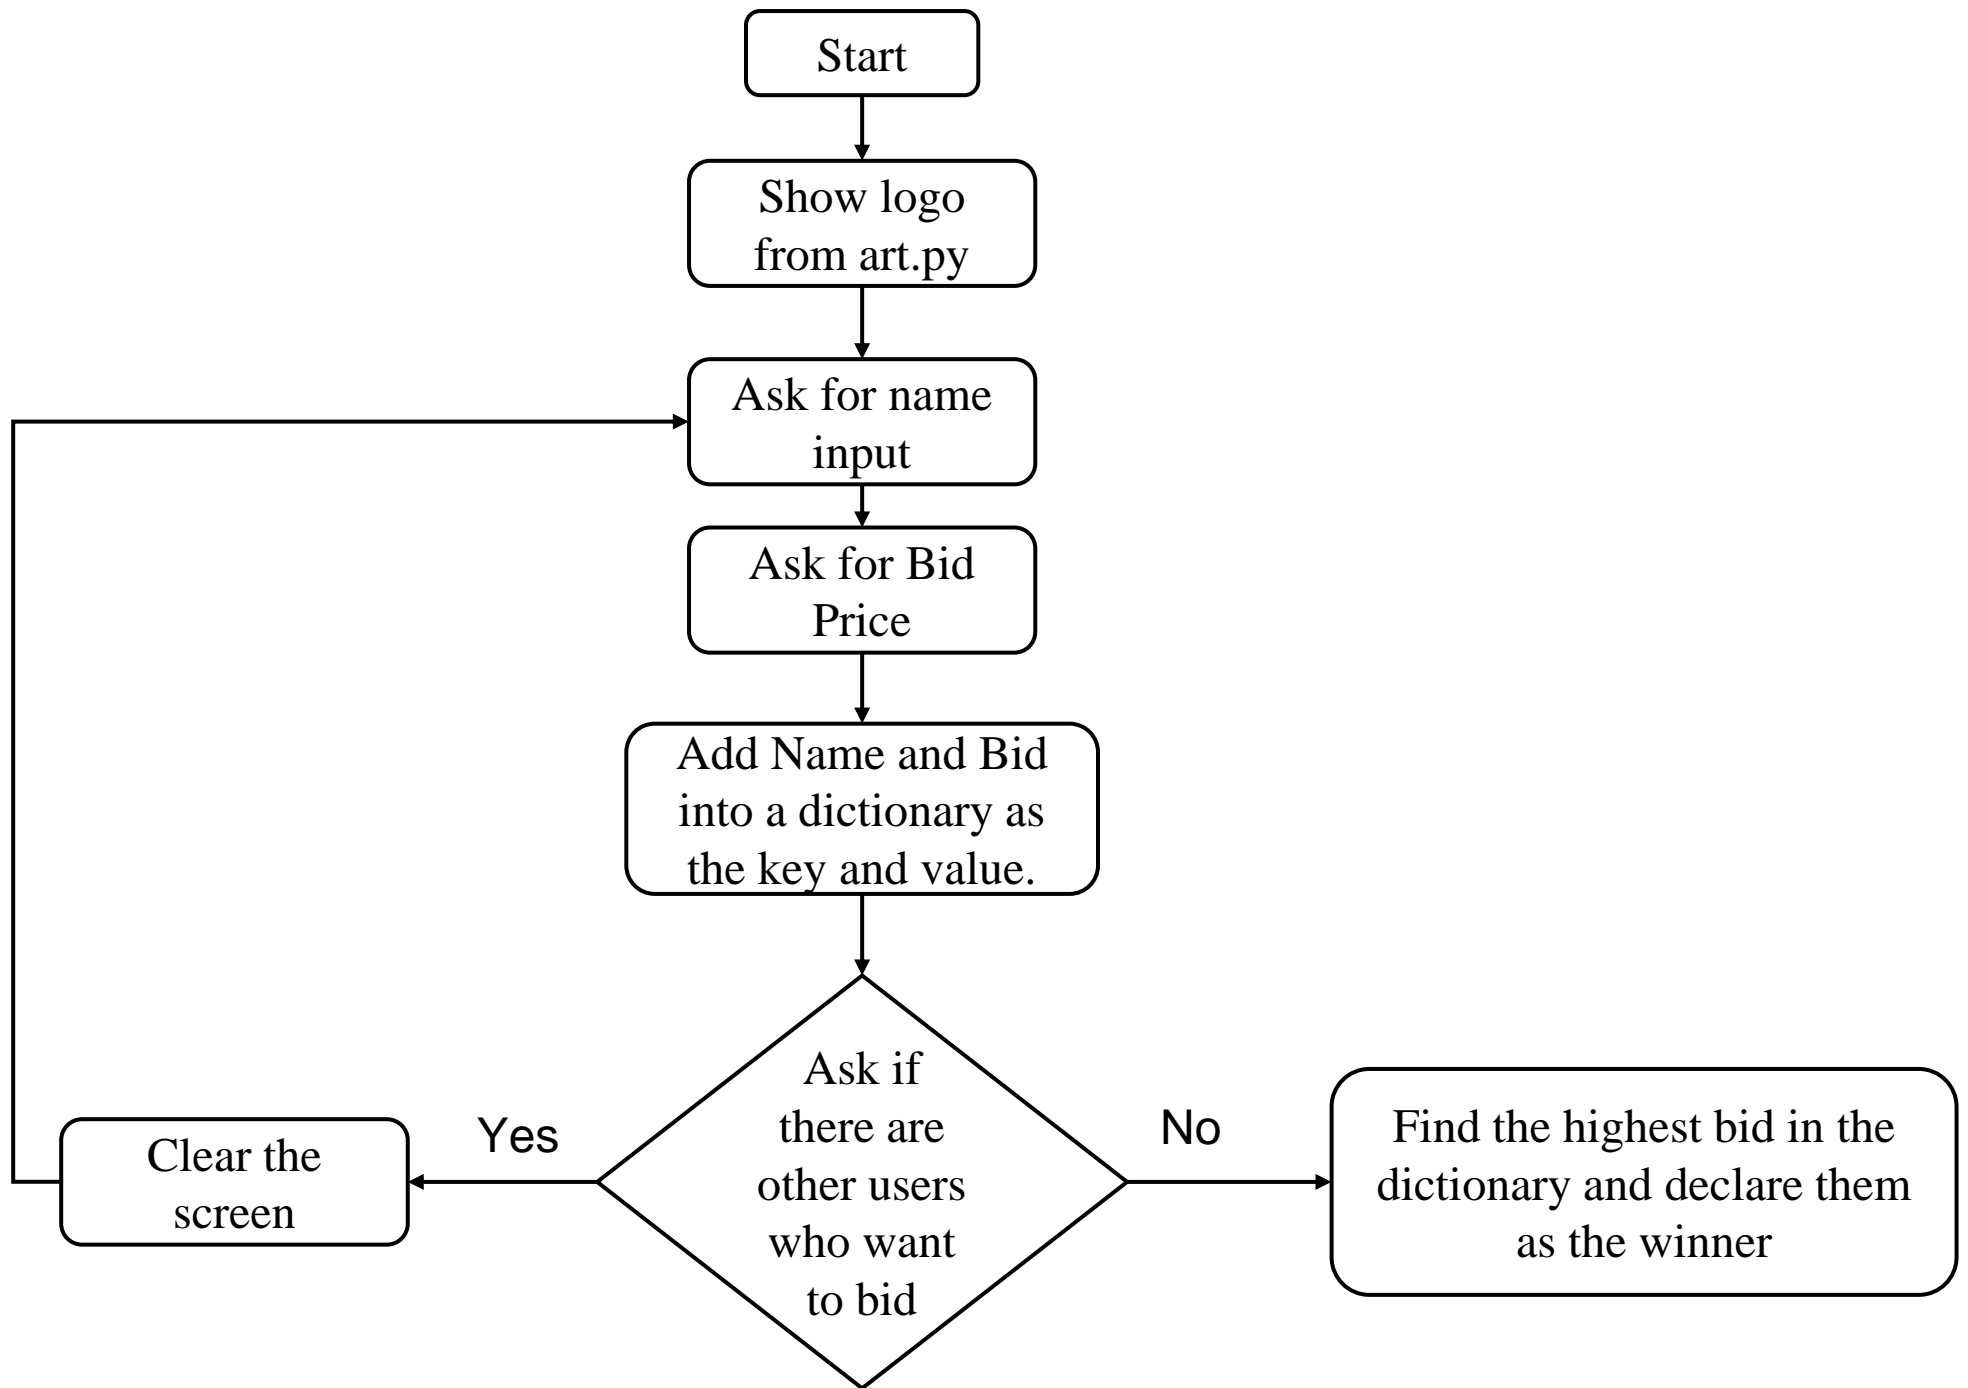 Start
Show logo
from art.py
Ask for name
input
Ask for Bid
Price
Add Name and Bid
into a dictionary as
the key and value.
Ask if
there are
other users
who want
to bid
Yes
No
Clear the
screen
Find the highest bid in the
dictionary and declare them
as the winner